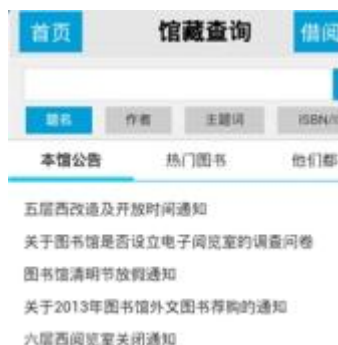 首页 馆藏查询 借阅
题名 作者 主题词 ISBN/I
本馆公告 热门图书 他们都
五层西改造及开放时间通知
关于图书馆是否设立电子阅览室的调查问卷
图书馆清明节放假通知
关于2013年图书馆外文图书荐购的通知
六层西阅览室关闭通知